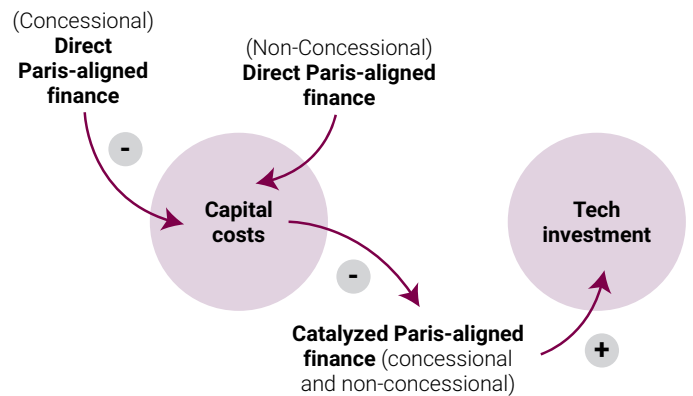 (Concessional)
Direct
Paris-aligned
finance
(Non-Concessional)
Direct Paris-aligned
finance
-
Capital
costs
Tech
investment
-
Catalyzed Paris-aligned
finance (concessional
and non-concessional)
+